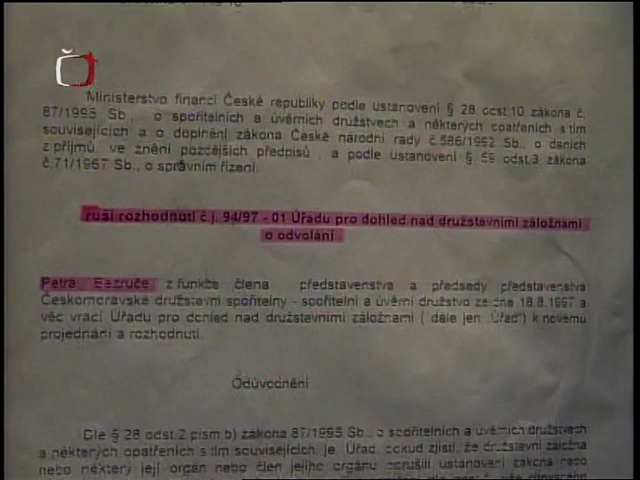 Ministerstvo financí České republiky podle ustanovení § 28 odst.10 zákona č.
87/1995 Sb., o spořitelních a úvěrních družstvech a některých opatřeních s tím
souvisejících a o doplnění zákona České národní rady č.586/1992 Sb., o daních
z příjmů, ve znění pozdějších předpisů , a podle ustanovení § 59 odst.3 zákona
č.71/1967 Sb., o správním řízení,
ruší rozhodnutí č.j. 94/97 - 01 Úřadu pro dohled nad družstevními záložnami
o odvolání
Petra Bezruče z funkce člena představenstva a předsedy představenstva
Českomoravské družstevní spořitelny - spořitelní a úvěrní družstvo ze dne 18.8.1997 a
věc vrací Úřadu pro dohled nad družstevními záložnami ( dále jen „Úřad“) k novému
projednání a rozhodnutí.
Odůvodnění
Dle § 28 odst.2 písm b) zákona 87/1995 Sb., o spořitelních a úvěrních družstvech
a některých opatřeních s tím souvisejících, je Úřad, pokud zjistí, že družstevní záložna
nebo některý její orgán nebo člen jejího orgánu porušili ustanovení zákona nebo